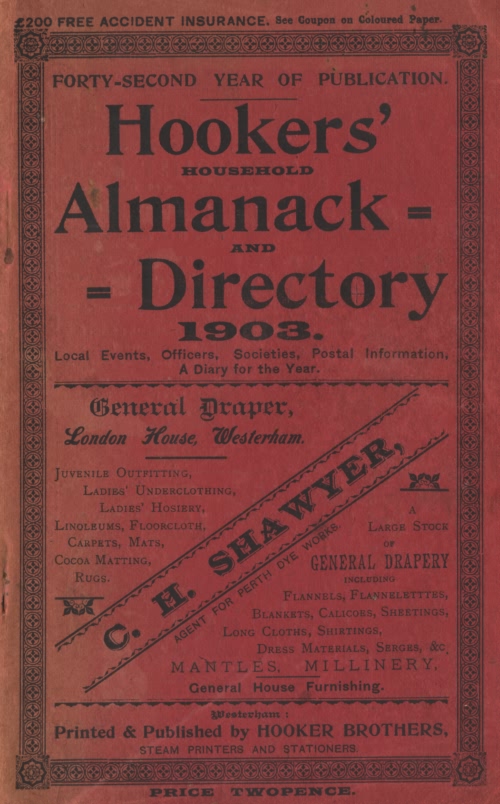 £200 FREE ACCIDENT INSURANCE. See Coupon on Coloured Paper.
FORTY-SECOND YEAR OF PUBLICATION.
Hookers'
HOUSEHOLD
Almanack =
AND
= Directory
1903.
Local Events, Officers, Societies, Postal Information,
A Diary for the Year.
General Draper,
London House, Westerham.
JUVENILE OUTFITTING,
LADIES' UNDERCLOTHING,
LADIES' HOSIERY,
LINOLEUMS, FLOORCLOTH,
CARPETS, MATS,
COCOA MATTING,
RUGS.
C. H. SHAWYER,
AGENT FOR PERTH DYE WORKS.
A
LARGE STOCK
OF
GENERAL DRAPERY
INCLUDING
FLANNELS, FLANNELETTTES,
BLANKETS, CALICOES, SHEETINGS,
LONG CLOTHS, SHIRTINGS,
DRESS MATERIALS, SERGES, &c.
MANTLES, MILLINERY.
General House Furnishing.
Westerham:
Printed & Published by HOOKER BROTHERS,
STEAM PRINTERS AND STATIONERS.
PRICE TWOPENCE.